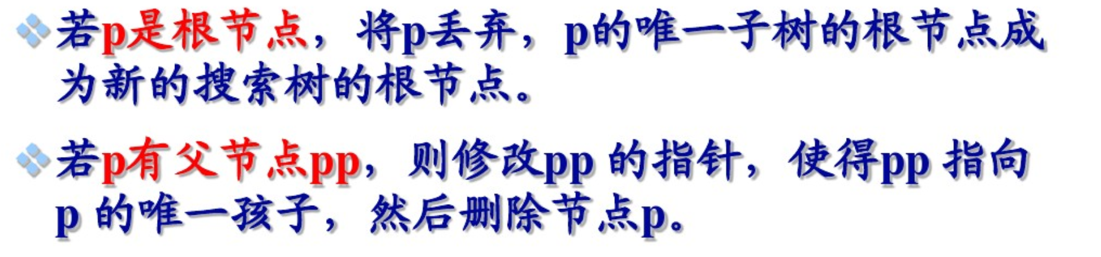 若p是根节点，将p丢弃，p的唯一子树的根节点成
为新的搜索树的根节点。
若p有父节点pp，则修改pp 的指针，使得pp 指向
p 的唯一孩子，然后删除节点p。